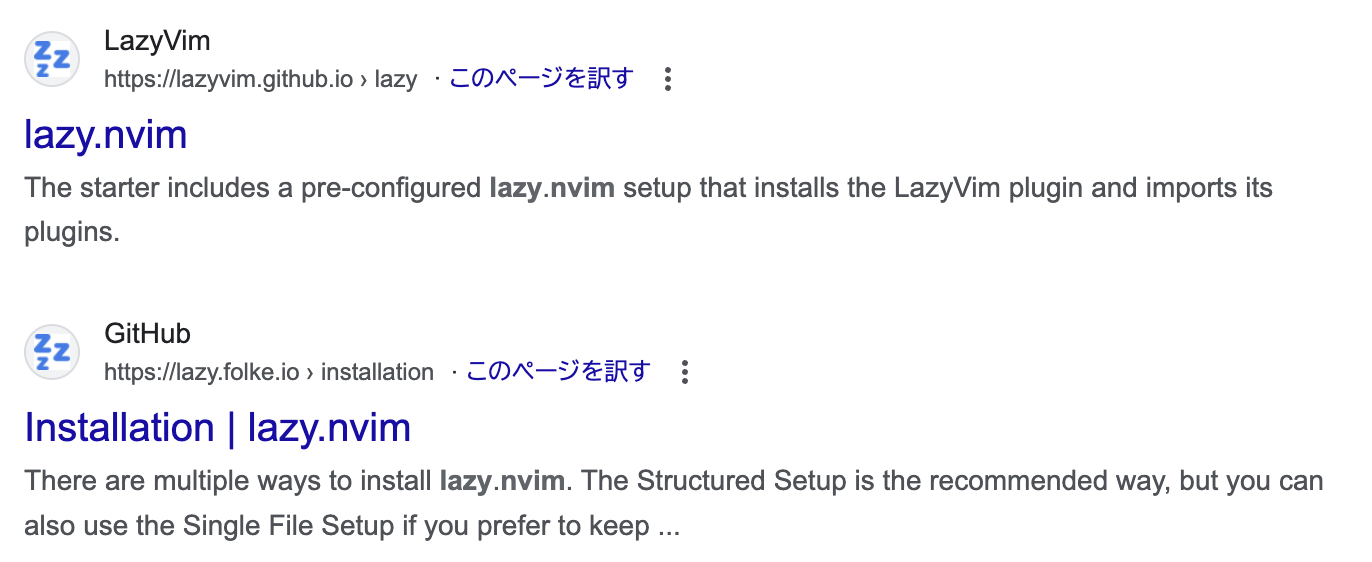 LazyVim
https://lazyvim.github.io › lazy · このページを訳す
lazy.nvim
The starter includes a pre-configured lazy.nvim setup that installs the LazyVim plugin and imports its
plugins.
GitHub
https://lazy.folke.io › installation · このページを訳す
Installation | lazy.nvim
There are multiple ways to install lazy.nvim. The Structured Setup is the recommended way, but you can
also use the Single File Setup if you prefer to keep ...